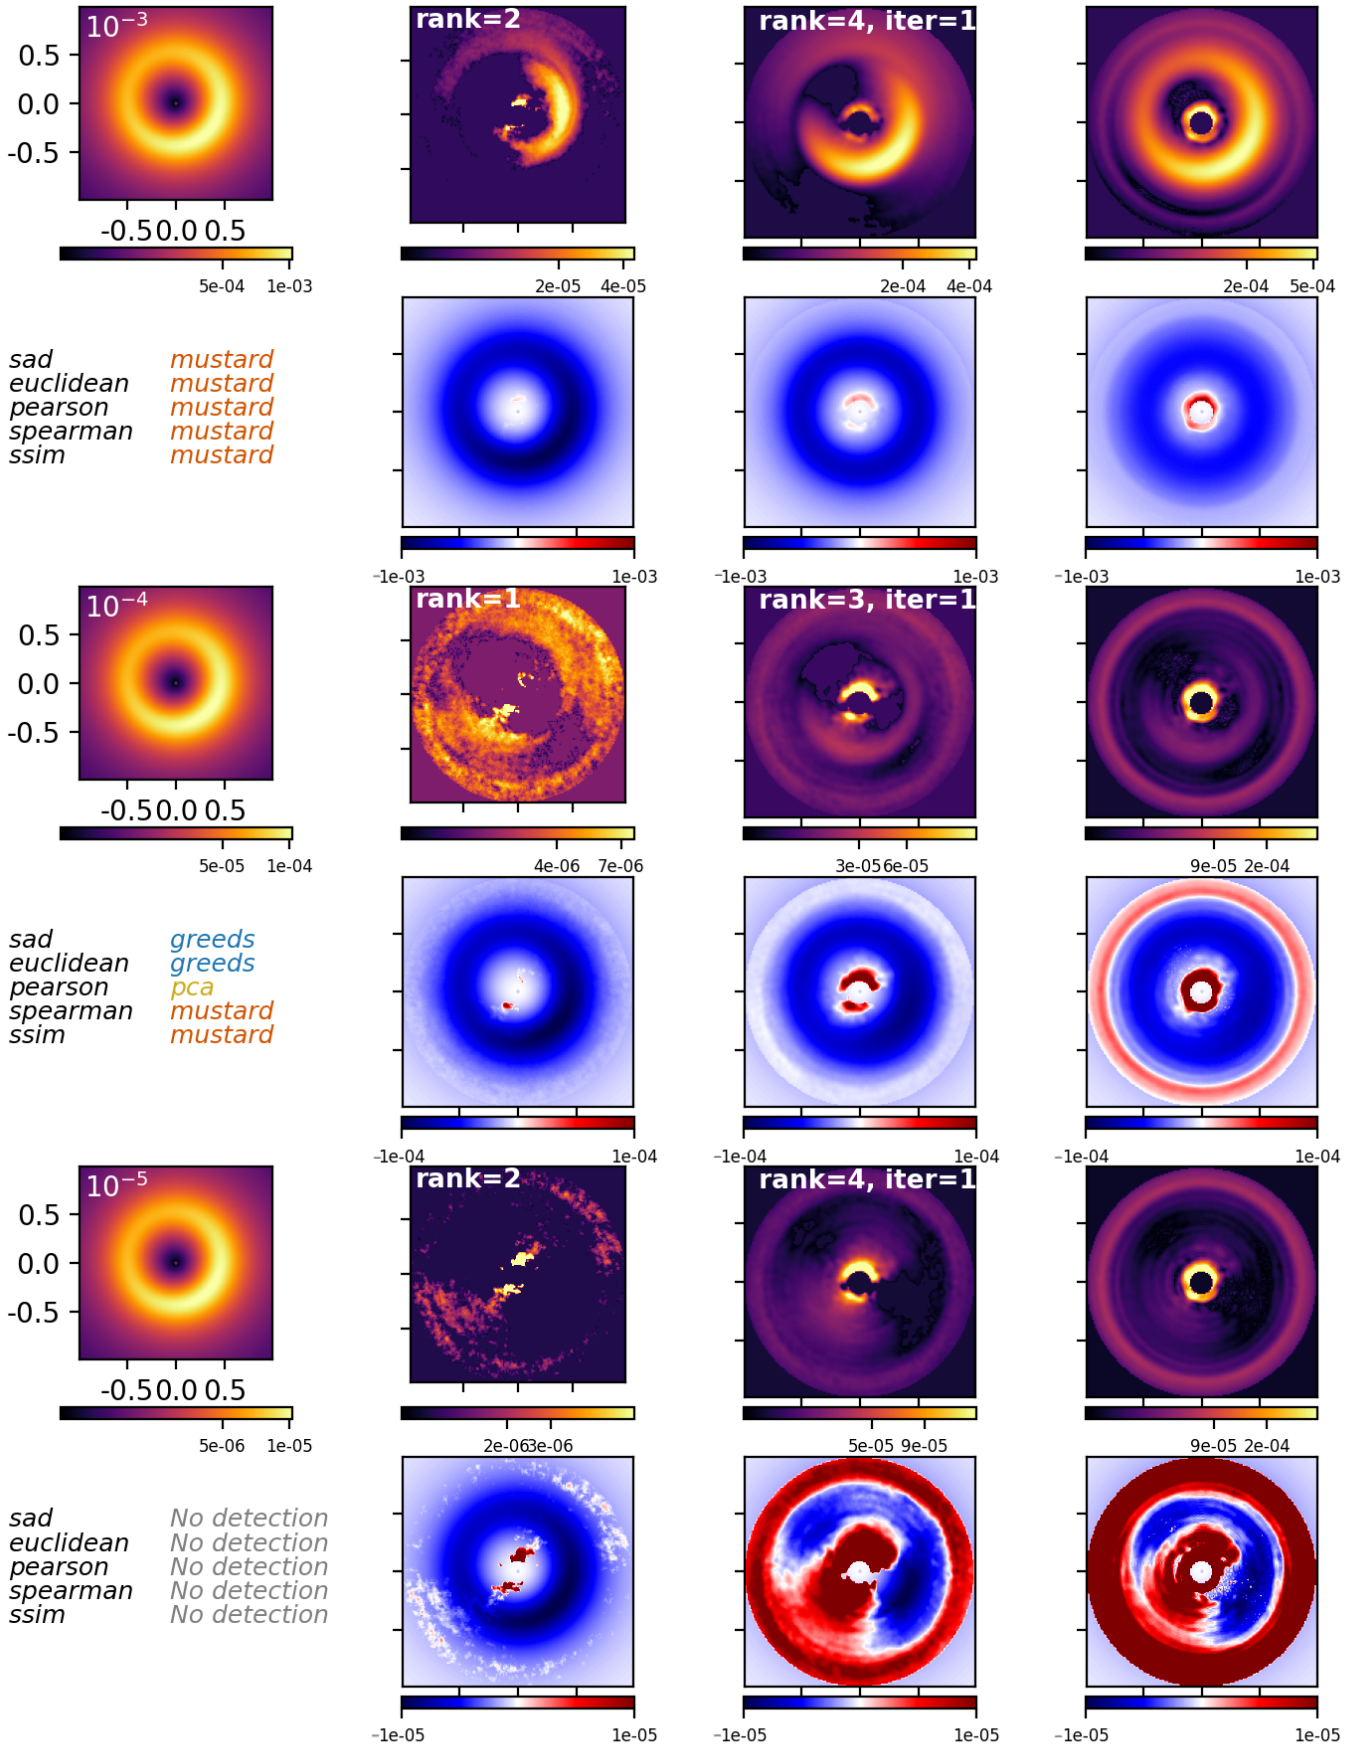 10⁻³
rank=2
rank=4, iter=1
0.5
0.0
-0.5
-0.5 0.0 0.5
5e-04 1e-03
2e-05 4e-05
2e-04 4e-04
2e-04 5e-04
sad mustard
euclidean mustard
pearson mustard
spearman mustard
ssim mustard
−1e-03 1e-03
−1e-03 1e-03
−1e-03 1e-03
10⁻⁴
rank=1
rank=3, iter=1
0.5
0.0
-0.5
-0.5 0.0 0.5
5e-05 1e-04
4e-06 7e-06
3e-05 6e-05
9e-05 2e-04
sad greeds
euclidean greeds
pearson pca
spearman mustard
ssim mustard
−1e-04 1e-04
−1e-04 1e-04
−1e-04 1e-04
10⁻⁵
rank=2
rank=4, iter=1
0.5
0.0
-0.5
-0.5 0.0 0.5
5e-06 1e-05
2e-06 3e-06
5e-05 9e-05
9e-05 2e-04
sad No detection
euclidean No detection
pearson No detection
spearman No detection
ssim No detection
−1e-05 1e-05
−1e-05 1e-05
−1e-05 1e-05